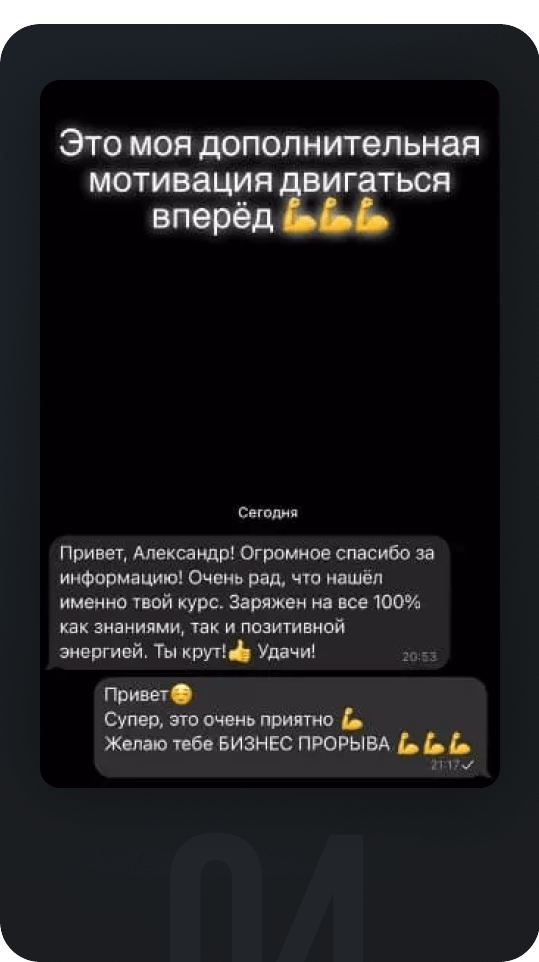 Это моя дополнительная
мотивация двигаться
вперёд 💪💪💪
Сегодня
Привет, Александр! Огромное спасибо за
информацию! Очень рад, что нашёл
именно твой курс. Заряжен на все 100%
как знаниями, так и позитивной
энергией. Ты крут!👍 Удачи!
20:53
Привет☺️
Супер, это очень приятно 💪
Желаю тебе БИЗНЕС ПРОРЫВА 💪💪💪
21:17✓
04